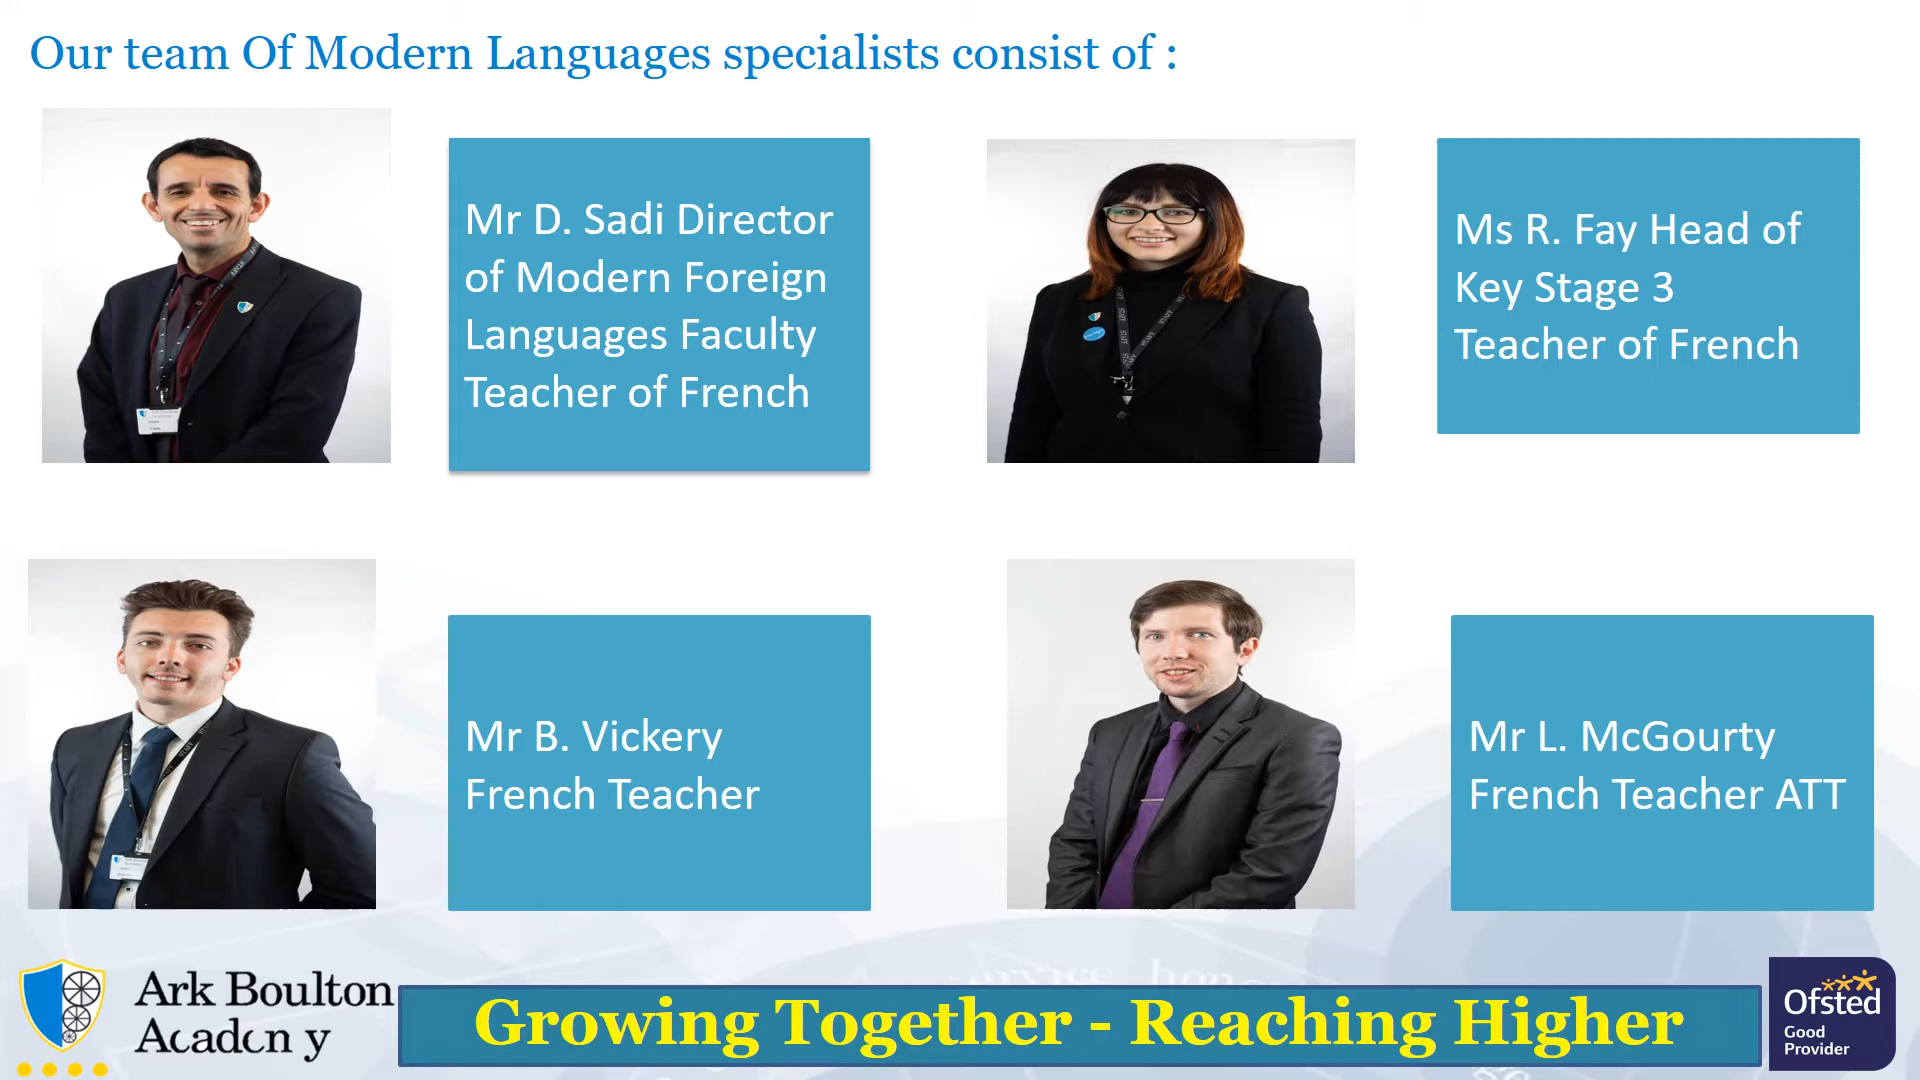 Our team Of Modern Languages specialists consist of :
Mr D. Sadi Director
of Modern Foreign
Languages Faculty
Teacher of French
Ms R. Fay Head of
Key Stage 3
Teacher of French
Mr B. Vickery
French Teacher
Mr L. McGourty
French Teacher ATT
Ark Boulton
Academy
Growing Together - Reaching Higher
Ofsted
Good
Provider